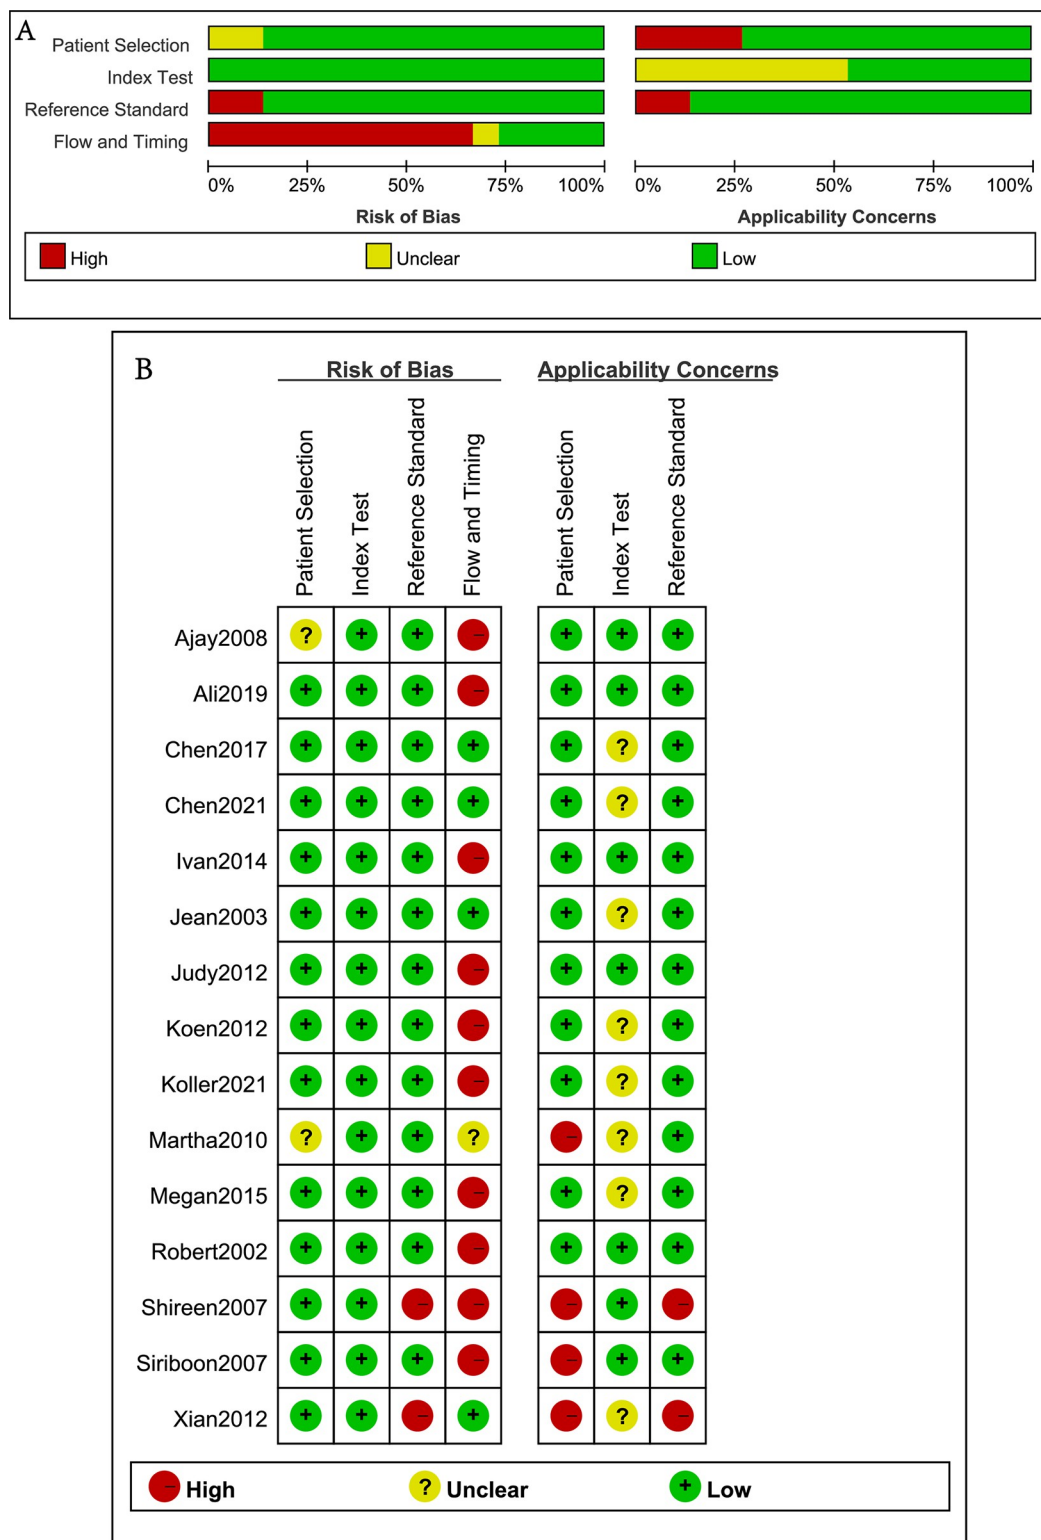 A
Patient Selection
Index Test
Reference Standard
Flow and Timing
0% 25% 50% 75% 100% 0% 25% 50% 75% 100%
Risk of Bias Applicability Concerns
High Unclear Low
B
Risk of Bias Applicability Concerns
Patient Selection Index Test Reference Standard Flow and Timing Patient Selection Index Test Reference Standard
Ajay2008 ? + + – + + +
Ali2019 + + + – + + +
Chen2017 + + + + + ? +
Chen2021 + + + + + ? +
Ivan2014 + + + – + + +
Jean2003 + + + + + ? +
Judy2012 + + + – + + +
Koen2012 + + + – + ? +
Koller2021 + + + – + ? +
Martha2010 ? + + ? – ? +
Megan2015 + + + – + ? +
Robert2002 + + + – + + +
Shireen2007 + + – – – + –
Siriboon2007 + + + – – + +
Xian2012 + + – + – ? –
– High ? Unclear + Low